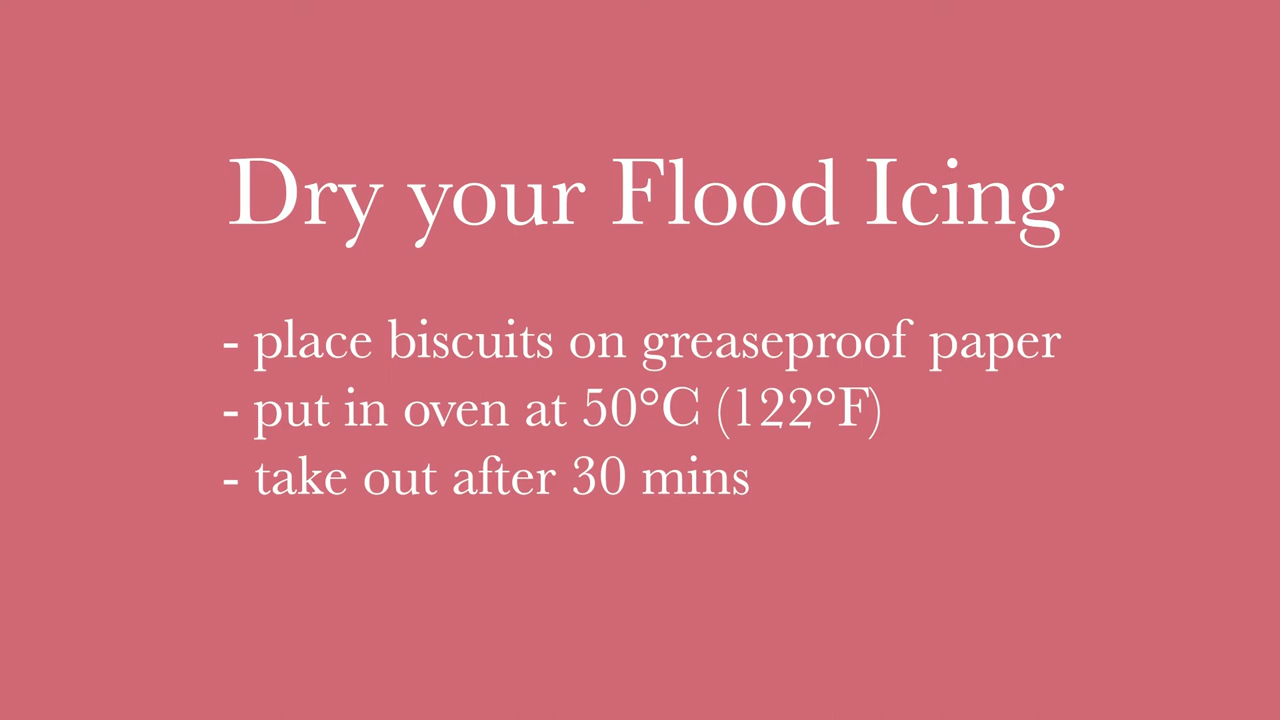 Dry your Flood Icing
- place biscuits on greaseproof paper
- put in oven at 50°C (122°F)
- take out after 30 mins